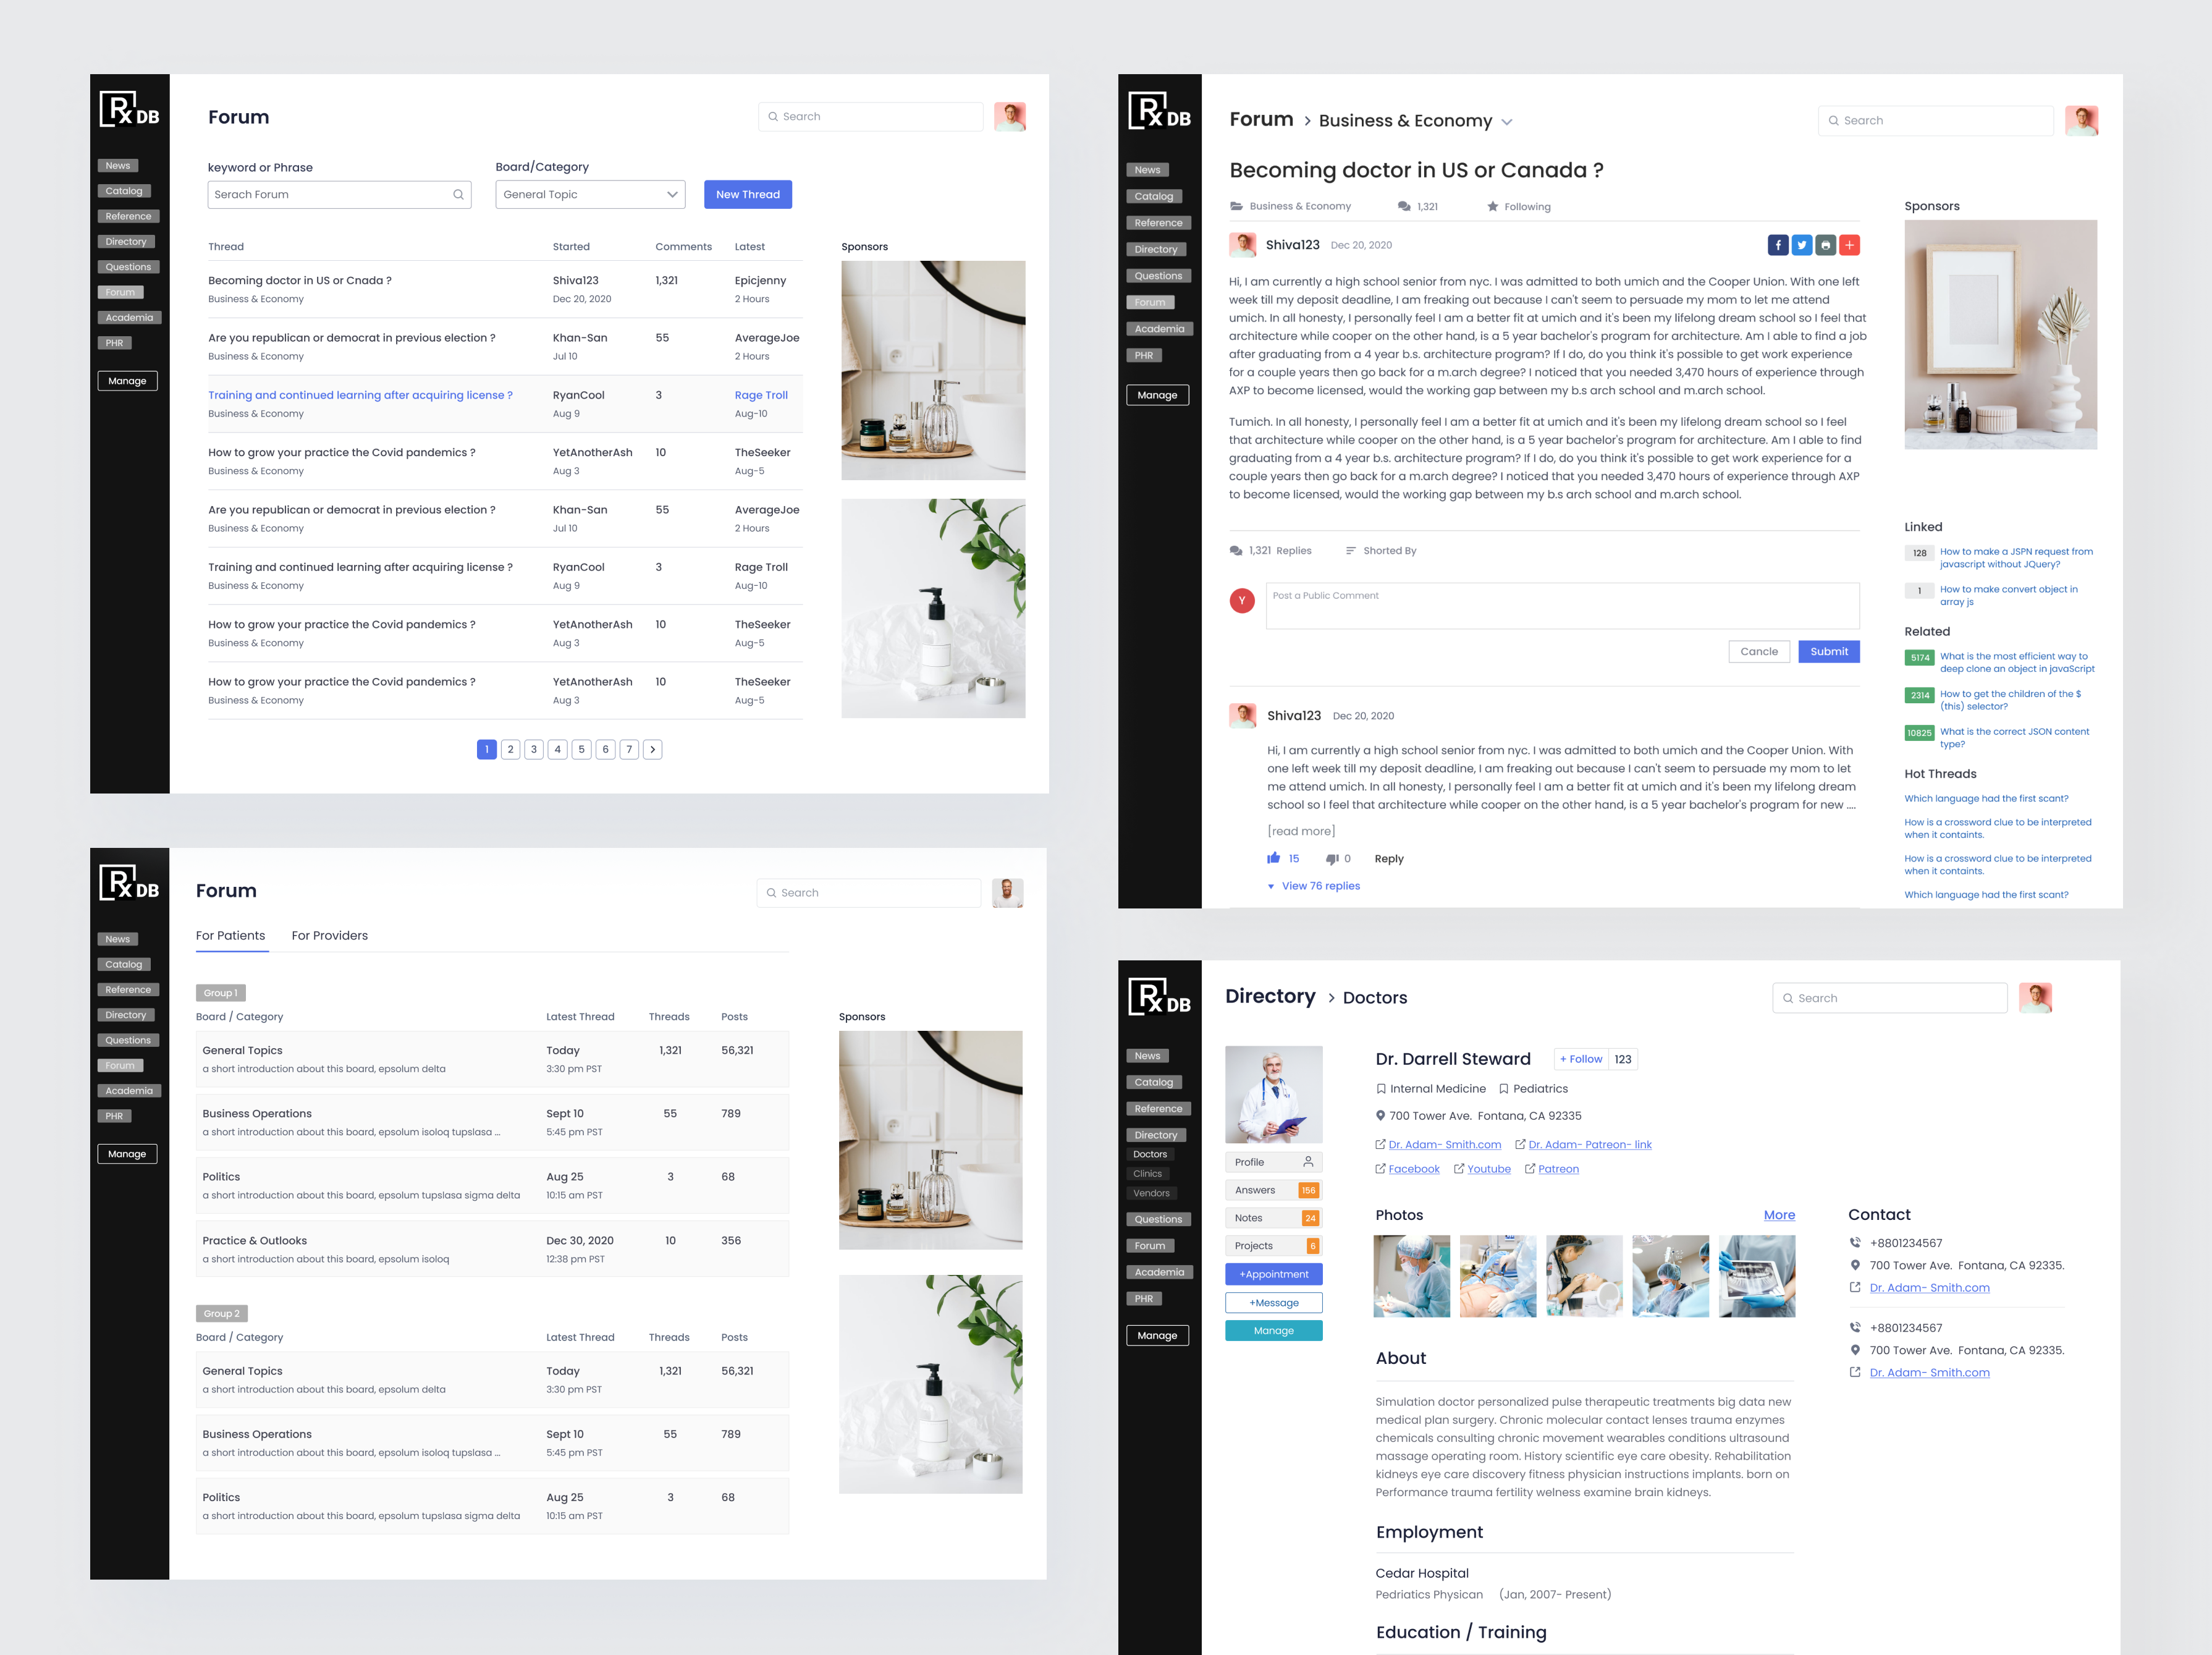 Rx DB
News
Catalog
Reference
Directory
Questions
Forum
Academia
PHR
Manage
Forum
Search
keyword or Phrase
Board/Category
Serach Forum
General Topic
New Thread
Thread Started Comments Latest
Becoming doctor in US or Cnada ? Shiva123 1,321 Epicjenny
Business & Economy Dec 20, 2020 2 Hours
Are you republican or democrat in previous election ? Khan-San 55 AverageJoe
Business & Economy Jul 10 2 Hours
Training and continued learning after acquiring license ? RyanCool 3 Rage Troll
Business & Economy Aug 9 Aug-10
How to grow your practice the Covid pandemics ? YetAnotherAsh 10 TheSeeker
Business & Economy Aug 3 Aug-5
Are you republican or democrat in previous election ? Khan-San 55 AverageJoe
Business & Economy Jul 10 2 Hours
Training and continued learning after acquiring license ? RyanCool 3 Rage Troll
Business & Economy Aug 9 Aug-10
How to grow your practice the Covid pandemics ? YetAnotherAsh 10 TheSeeker
Business & Economy Aug 3 Aug-5
How to grow your practice the Covid pandemics ? YetAnotherAsh 10 TheSeeker
Business & Economy Aug 3 Aug-5
1 2 3 4 5 6 7 >
Sponsors
Rx DB
News
Catalog
Reference
Directory
Questions
Forum
Academia
PHR
Manage
Forum > Business & Economy
Search
Becoming doctor in US or Canada ?
Business & Economy 1,321 Following
Shiva123 Dec 20, 2020
Hi, I am currently a high school senior from nyc. I was admitted to both umich and the Cooper Union. With one left
week till my deposit deadline, I am freaking out because I can't seem to persuade my mom to let me attend
umich. In all honesty, I personally feel I am a better fit at umich and it's been my lifelong dream school so I feel that
architecture while cooper on the other hand, is a 5 year bachelor's program for architecture. Am I able to find a job
after graduating from a 4 year b.s. architecture program? If I do, do you think it's possible to get work experience
for a couple years then go back for a m.arch degree? I noticed that you needed 3,470 hours of experience through
AXP to become licensed, would the working gap between my b.s arch school and m.arch school.
Tumich. In all honesty, I personally feel I am a better fit at umich and it's been my lifelong dream school so I feel
that architecture while cooper on the other hand, is a 5 year bachelor's program for architecture. Am I able to find
graduating from a 4 year b.s. architecture program? If I do, do you think it's possible to get work experience for a
couple years then go back for a m.arch degree? I noticed that you needed 3,470 hours of experience through AXP
to become licensed, would the working gap between my b.s arch school and m.arch school.
1,321 Replies Shorted By
Y
Post a Public Comment
Cancle
Submit
Shiva123 Dec 20, 2020
Hi, I am currently a high school senior from nyc. I was admitted to both umich and the Cooper Union. With
one left week till my deposit deadline, I am freaking out because I can't seem to persuade my mom to let
me attend umich. In all honesty, I personally feel I am a better fit at umich and it's been my lifelong dream
school so I feel that architecture while cooper on the other hand, is a 5 year bachelor's program for new ....
[read more]
15 0 Reply
View 76 replies
Sponsors
Linked
128 How to make a JSPN request from
javascript without JQuery?
1 How to make convert object in
array js
Related
5174 What is the most efficient way to
deep clone an object in javaScript
2314 How to get the children of the $
(this) selector?
10825 What is the correct JSON content
type?
Hot Threads
Which language had the first scant?
How is a crossword clue to be interpreted
when it containts.
How is a crossword clue to be interpreted
when it containts.
Which language had the first scant?
Rx DB
News
Catalog
Reference
Directory
Questions
Forum
Academia
PHR
Manage
Forum
Search
For Patients For Providers
Group 1
Board / Category Latest Thread Threads Posts
General Topics Today 1,321 56,321
a short introduction about this board, epsolum delta 3:30 pm PST
Business Operations Sept 10 55 789
a short introduction about this board, epsolum isoloq tupslasa ... 5:45 pm PST
Politics Aug 25 3 68
a short introduction about this board, epsolum tupslasa sigma delta 10:15 am PST
Practice & Outlooks Dec 30, 2020 10 356
a short introduction about this board, epsolum isoloq 12:38 pm PST
Group 2
Board / Category Latest Thread Threads Posts
General Topics Today 1,321 56,321
a short introduction about this board, epsolum delta 3:30 pm PST
Business Operations Sept 10 55 789
a short introduction about this board, epsolum isoloq tupslasa ... 5:45 pm PST
Politics Aug 25 3 68
a short introduction about this board, epsolum tupslasa sigma delta 10:15 am PST
Sponsors
Rx DB
News
Catalog
Reference
Directory
Doctors
Clinics
Vendors
Questions
Forum
Academia
PHR
Manage
Directory > Doctors
Search
Profile
Answers 156
Notes 24
Projects 6
+Appointment
+Message
Manage
Dr. Darrell Steward + Follow 123
Internal Medicine Pediatrics
700 Tower Ave. Fontana, CA 92335
Dr. Adam- Smith.com Dr. Adam- Patreon- link
Facebook Youtube Patreon
Photos More
About
Simulation doctor personalized pulse therapeutic treatments big data new
medical plan surgery. Chronic molecular contact lenses trauma enzymes
chemicals consulting chronic movement wearables conditions ultrasound
massage operating room. History scientific eye care obesity. Rehabilitation
kidneys eye care discovery fitness physician instructions implants. born on
Performance trauma fertility welness examine brain kidneys.
Employment
Cedar Hospital
Pedriatics Physican (Jan, 2007- Present)
Education / Training
Contact
+8801234567
700 Tower Ave. Fontana, CA 92335.
Dr. Adam- Smith.com
+8801234567
700 Tower Ave. Fontana, CA 92335.
Dr. Adam- Smith.com